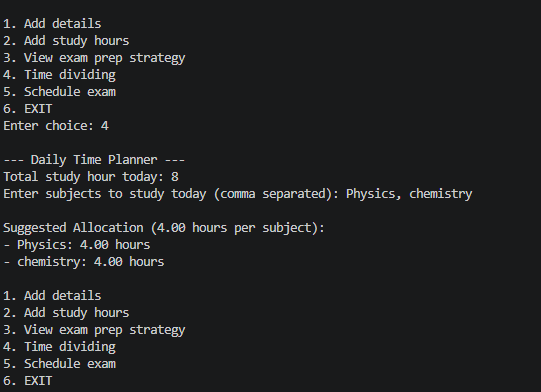 1. Add details
2. Add study hours
3. View exam prep strategy
4. Time dividing
5. Schedule exam
6. EXIT
Enter choice: 4
--- Daily Time Planner ---
Total study hour today: 8
Enter subjects to study today (comma separated): Physics, chemistry
Suggested Allocation (4.00 hours per subject):
- Physics: 4.00 hours
- chemistry: 4.00 hours
1. Add details
2. Add study hours
3. View exam prep strategy
4. Time dividing
5. Schedule exam
6. EXIT